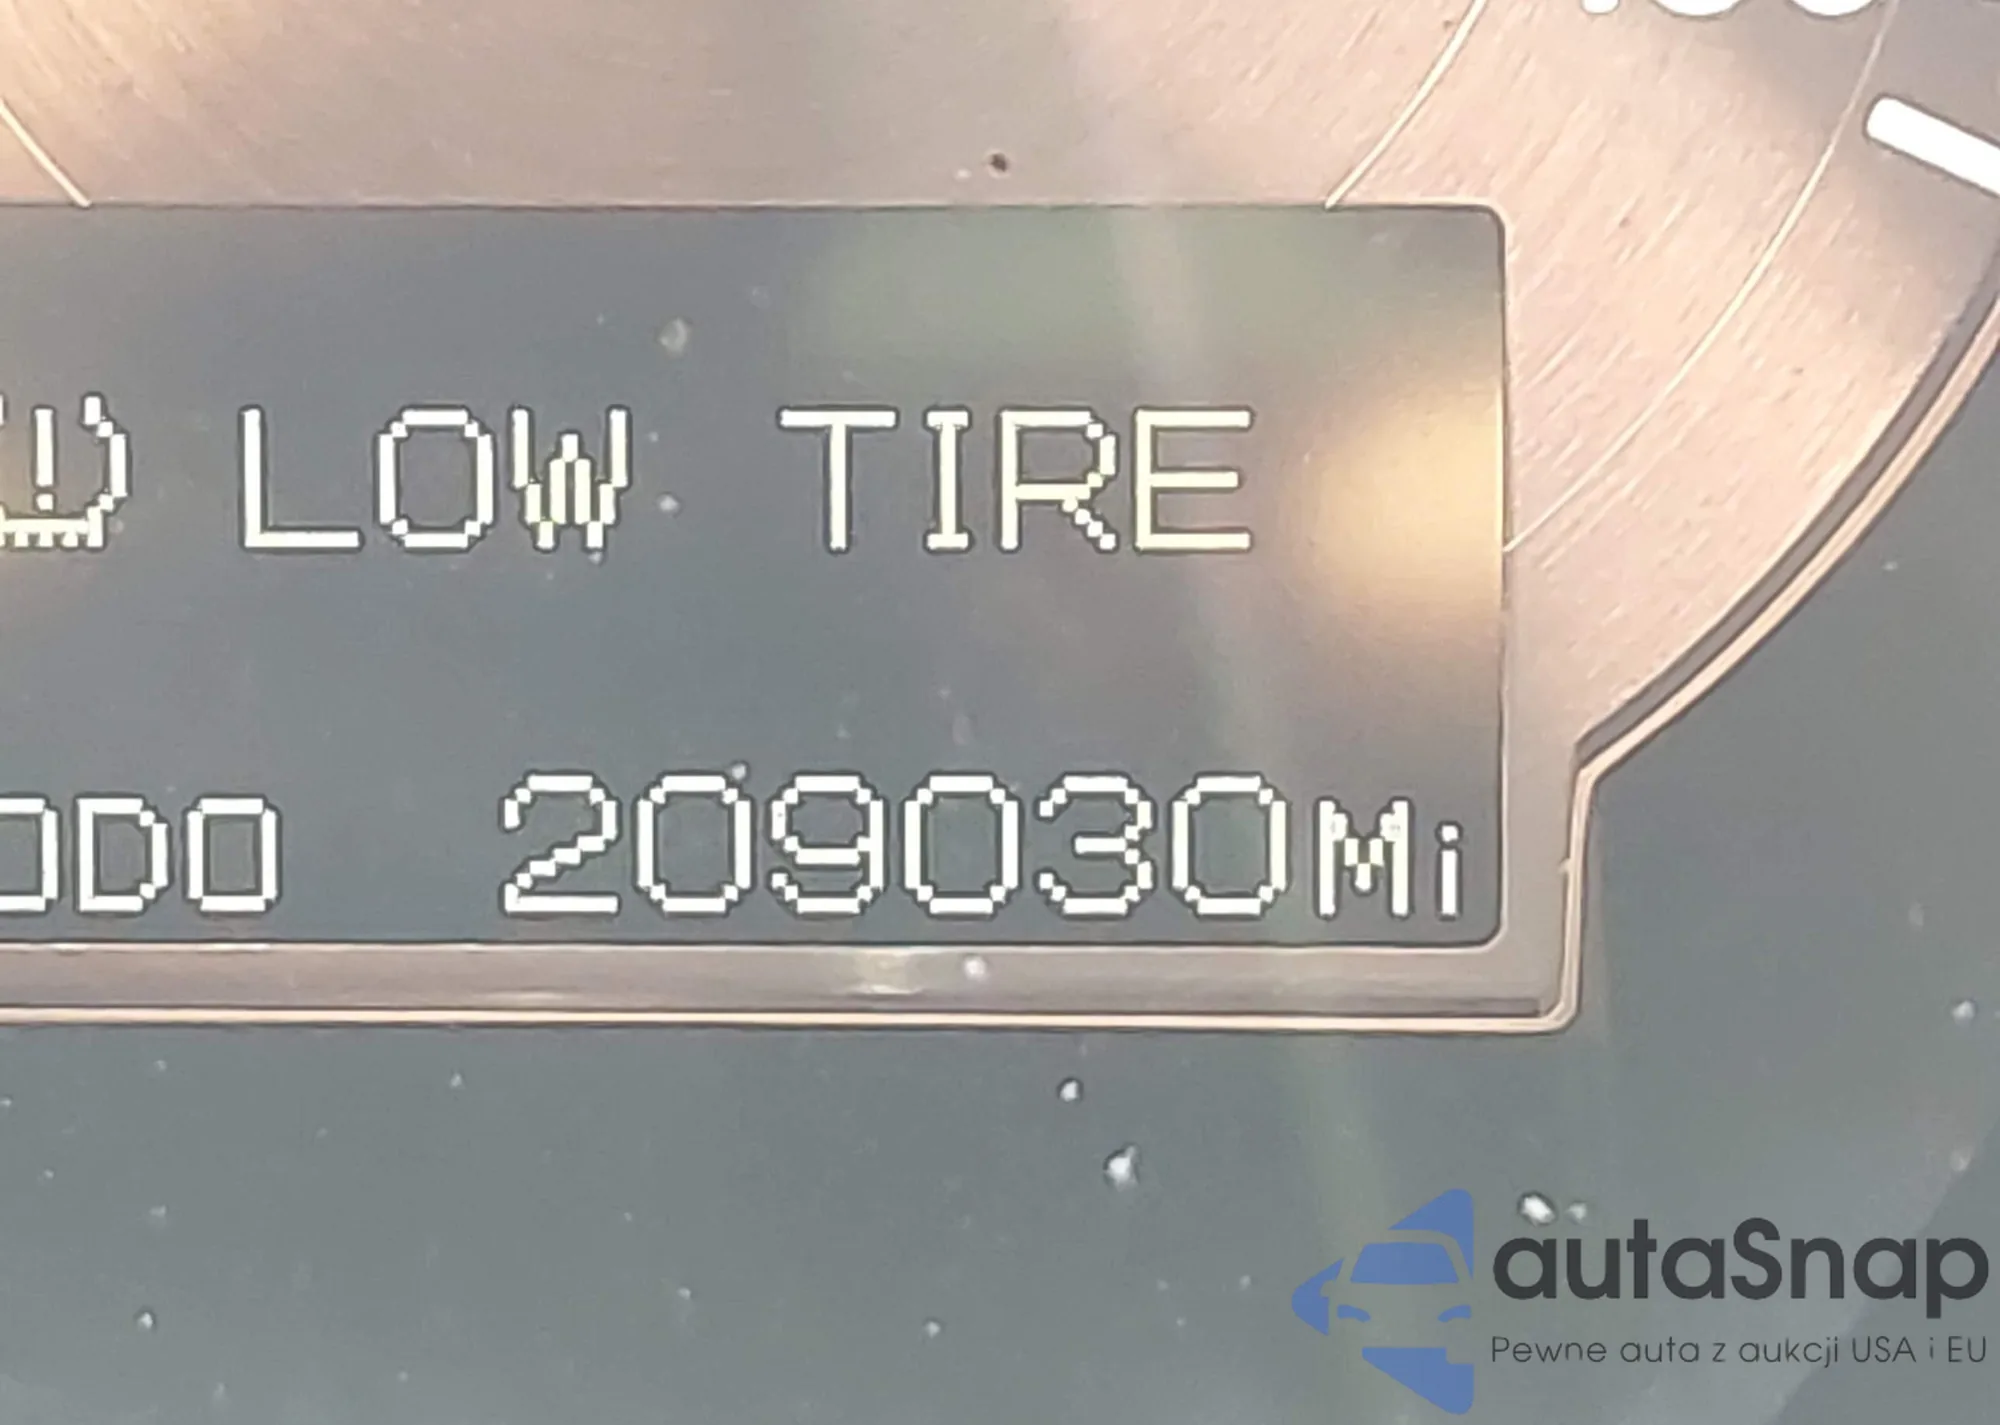 LOW TIRE
ODO 209030Mi
autaSnap
Pewne auta z aukcji USA i EU